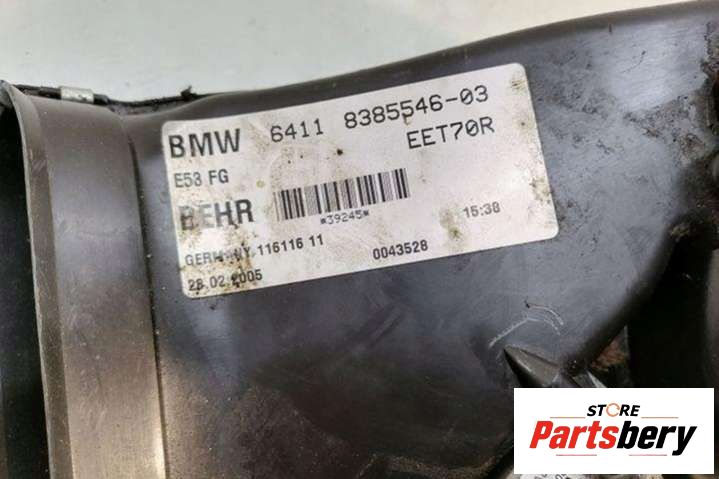 BMW 6411 8385546-03
E53 FG EET70R
BEHR *39245* 15:38
GERMANY 116116 11 0043528
28.02.2005
STORE
Partsbery